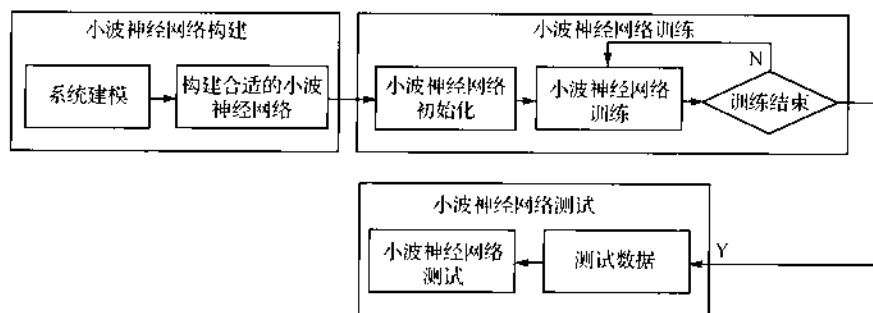 小波神经网络构建
系统建模
构建合适的小波
神经网络
小波神经网络训练
小波神经网络
初始化
小波神经网络
训练
N
训练结束
小波神经网络测试
小波神经网络
测试
测试数据
Y